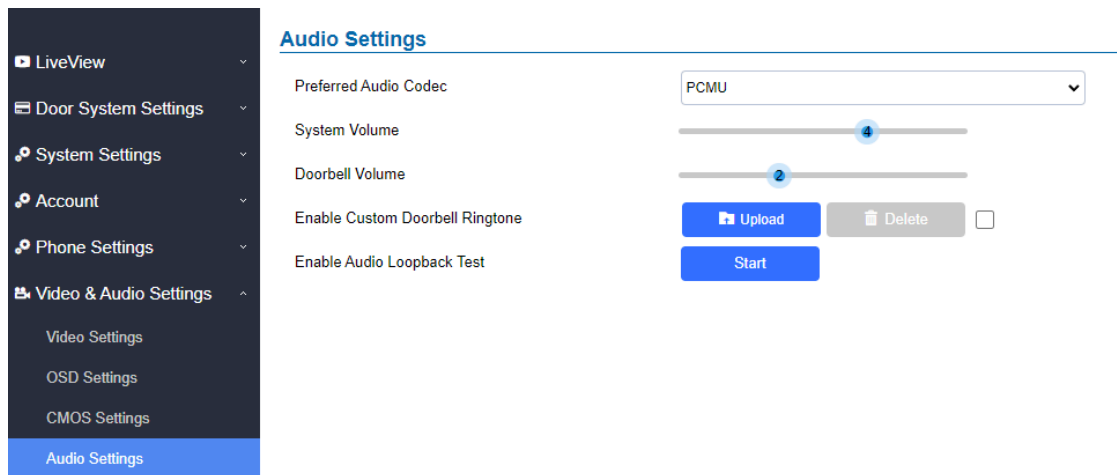 LiveView
Door System Settings
System Settings
Account
Phone Settings
Video & Audio Settings
Video Settings
OSD Settings
CMOS Settings
Audio Settings
Audio Settings
Preferred Audio Codec PCMU
System Volume 4
Doorbell Volume 2
Enable Custom Doorbell Ringtone Upload Delete
Enable Audio Loopback Test Start